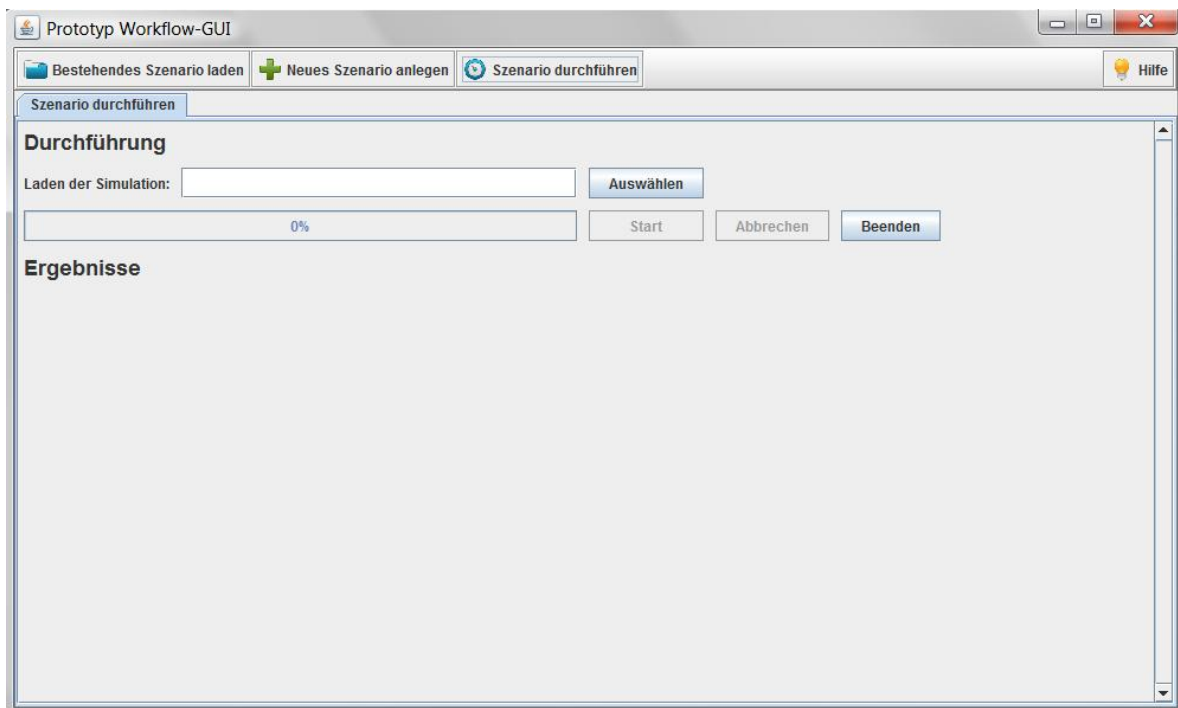 Prototyp Workflow-GUI
Bestehendes Szenario laden Neues Szenario anlegen Szenario durchführen Hilfe
Szenario durchführen
Durchführung
Laden der Simulation: Auswählen
0% Start Abbrechen Beenden
Ergebnisse